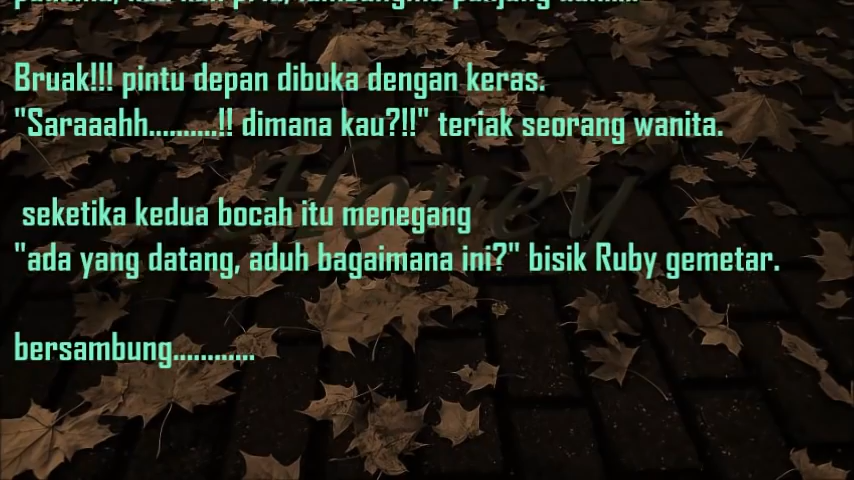 Bruak!!! pintu depan dibuka dengan keras.
"Saraaahh..........!! dimana kau?!!" teriak seorang wanita.
Honey
seketika kedua bocah itu menegang
"ada yang datang, aduh bagaimana ini?" bisik Ruby gemetar.
bersambung............